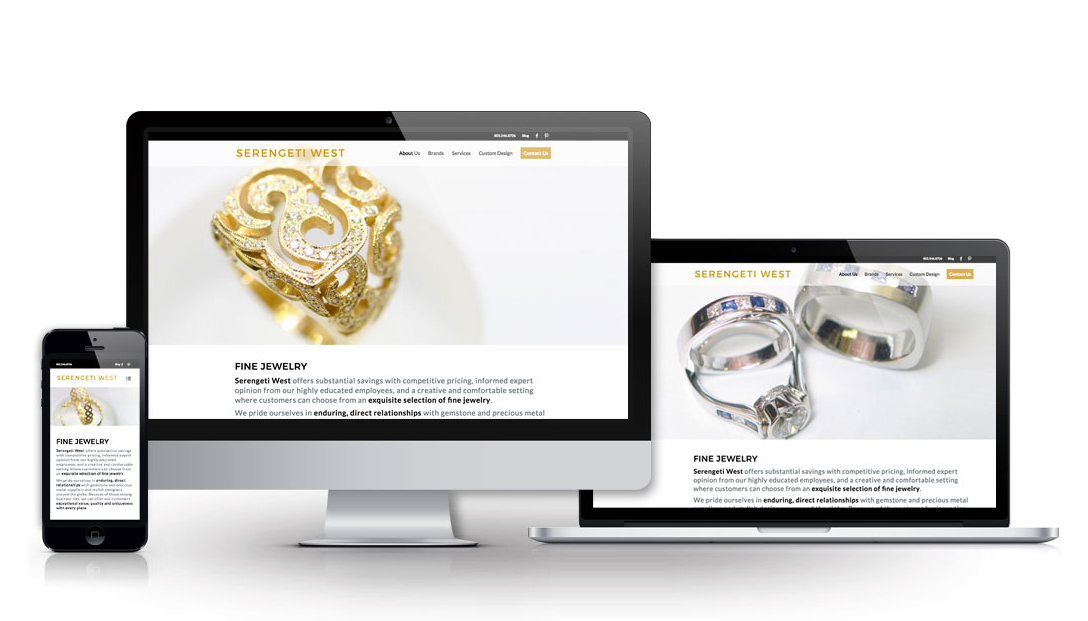 Blog
SERENGETI WEST
About Us Brands Services Custom Design Contact Us
FINE JEWELRY
Serengeti West offers substantial savings with competitive pricing, informed expert
opinion from our highly educated employees, and a creative and comfortable setting
where customers can choose from an exquisite selection of fine jewelry.
We pride ourselves in enduring, direct relationships with gemstone and precious metal
Blog
SERENGETI WEST
About Us Brands Services Custom Design Contact Us
FINE JEWELRY
Serengeti West offers substantial savings with competitive pricing, informed expert
opinion from our highly educated employees, and a creative and comfortable setting
where customers can choose from an exquisite selection of fine jewelry.
We pride ourselves in enduring, direct relationships with gemstone and precious metal
Blog
SERENGETI WEST
FINE JEWELRY
Serengeti West offers substantial savings
with competitive pricing, informed expert
opinion from our highly educated
employees, and a creative and comfortable
setting where customers can choose from
an exquisite selection of fine jewelry.
We pride ourselves in enduring, direct
relationships with gemstone and precious
metal suppliers and stylish designers
around the globe. Because of these strong
business ties, we can offer our customers
exceptional value, quality and uniqueness
with every piece.